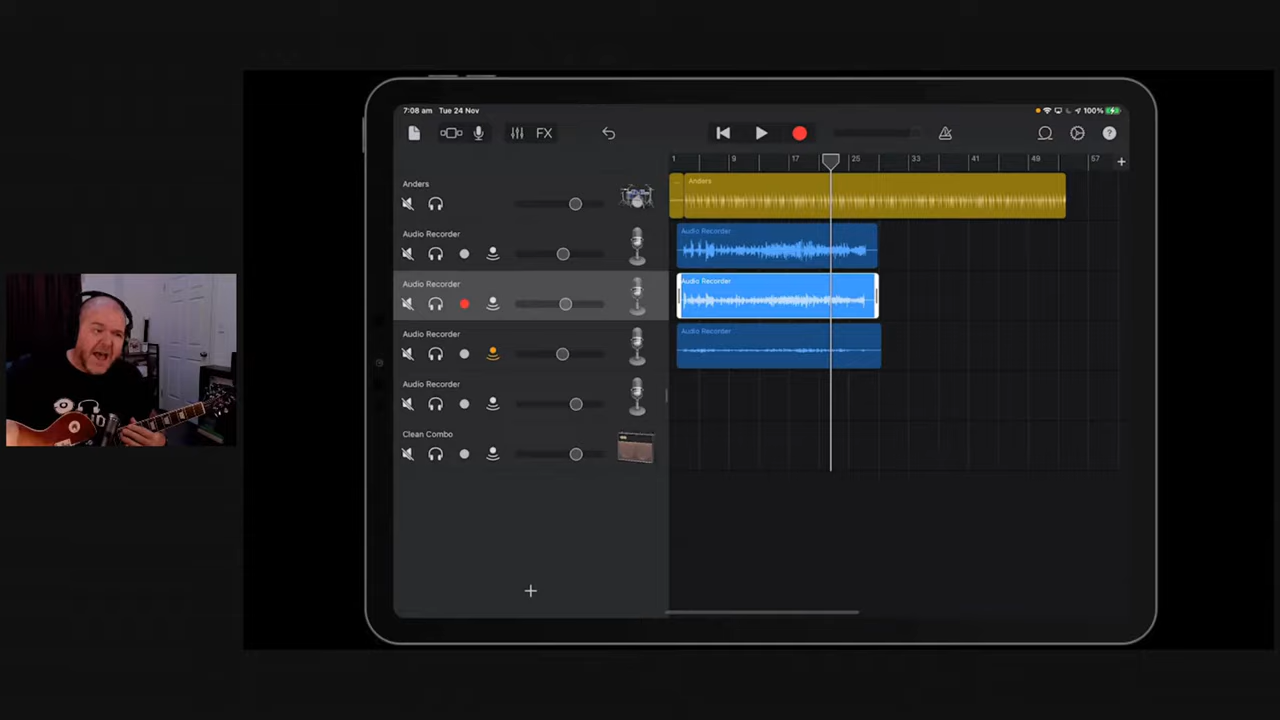 7:08 am Tue 24 Nov
100%
FX
?
1 9 17 25 33 41 49 57 +
Anders
Anders
Audio Recorder
Audio Recorder
Audio Recorder
Audio Recorder
Audio Recorder
Audio Recorder
Audio Recorder
Clean Combo
+